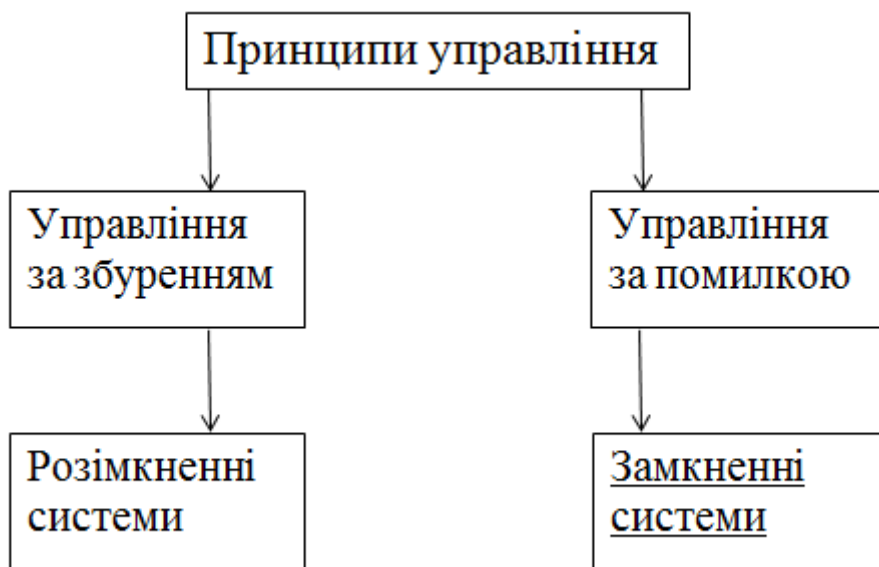 Принципи управління
Управління
за збуренням
Управління
за помилкою
Розімкненні
системи
Замкненні
системи